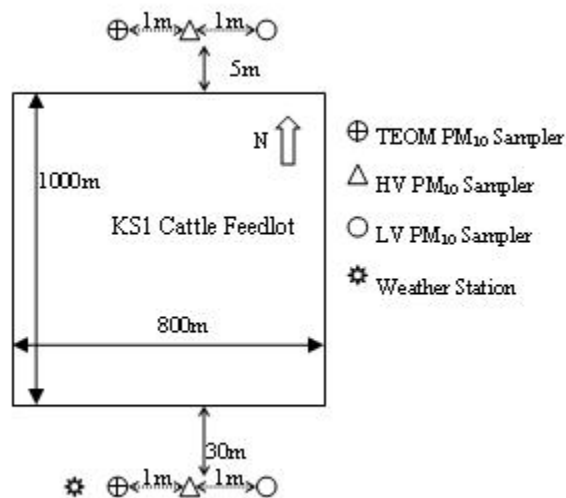 1m 1m
5m
N
1000m
KS1 Cattle Feedlot
800m
30m
1m 1m
TEOM PM₁₀ Sampler
HV PM₁₀ Sampler
LV PM₁₀ Sampler
Weather Station